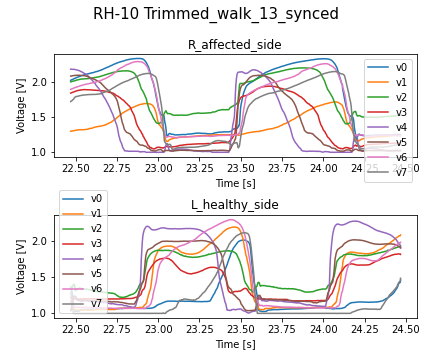 RH-10 Trimmed_walk_13_synced
R_affected_side
Voltage [V]
2.0
1.5
1.0
v0
v1
v2
v3
v4
v5
v6
v7
22.50 22.75 23.00 23.25 23.50 23.75 24.00 24.25 24.50
Time [s]
L_healthy_side
Voltage [V]
2.0
1.5
1.0
v0
v1
v2
v3
v4
v5
v6
v7
22.50 22.75 23.00 23.25 23.50 23.75 24.00 24.25 24.50
Time [s]